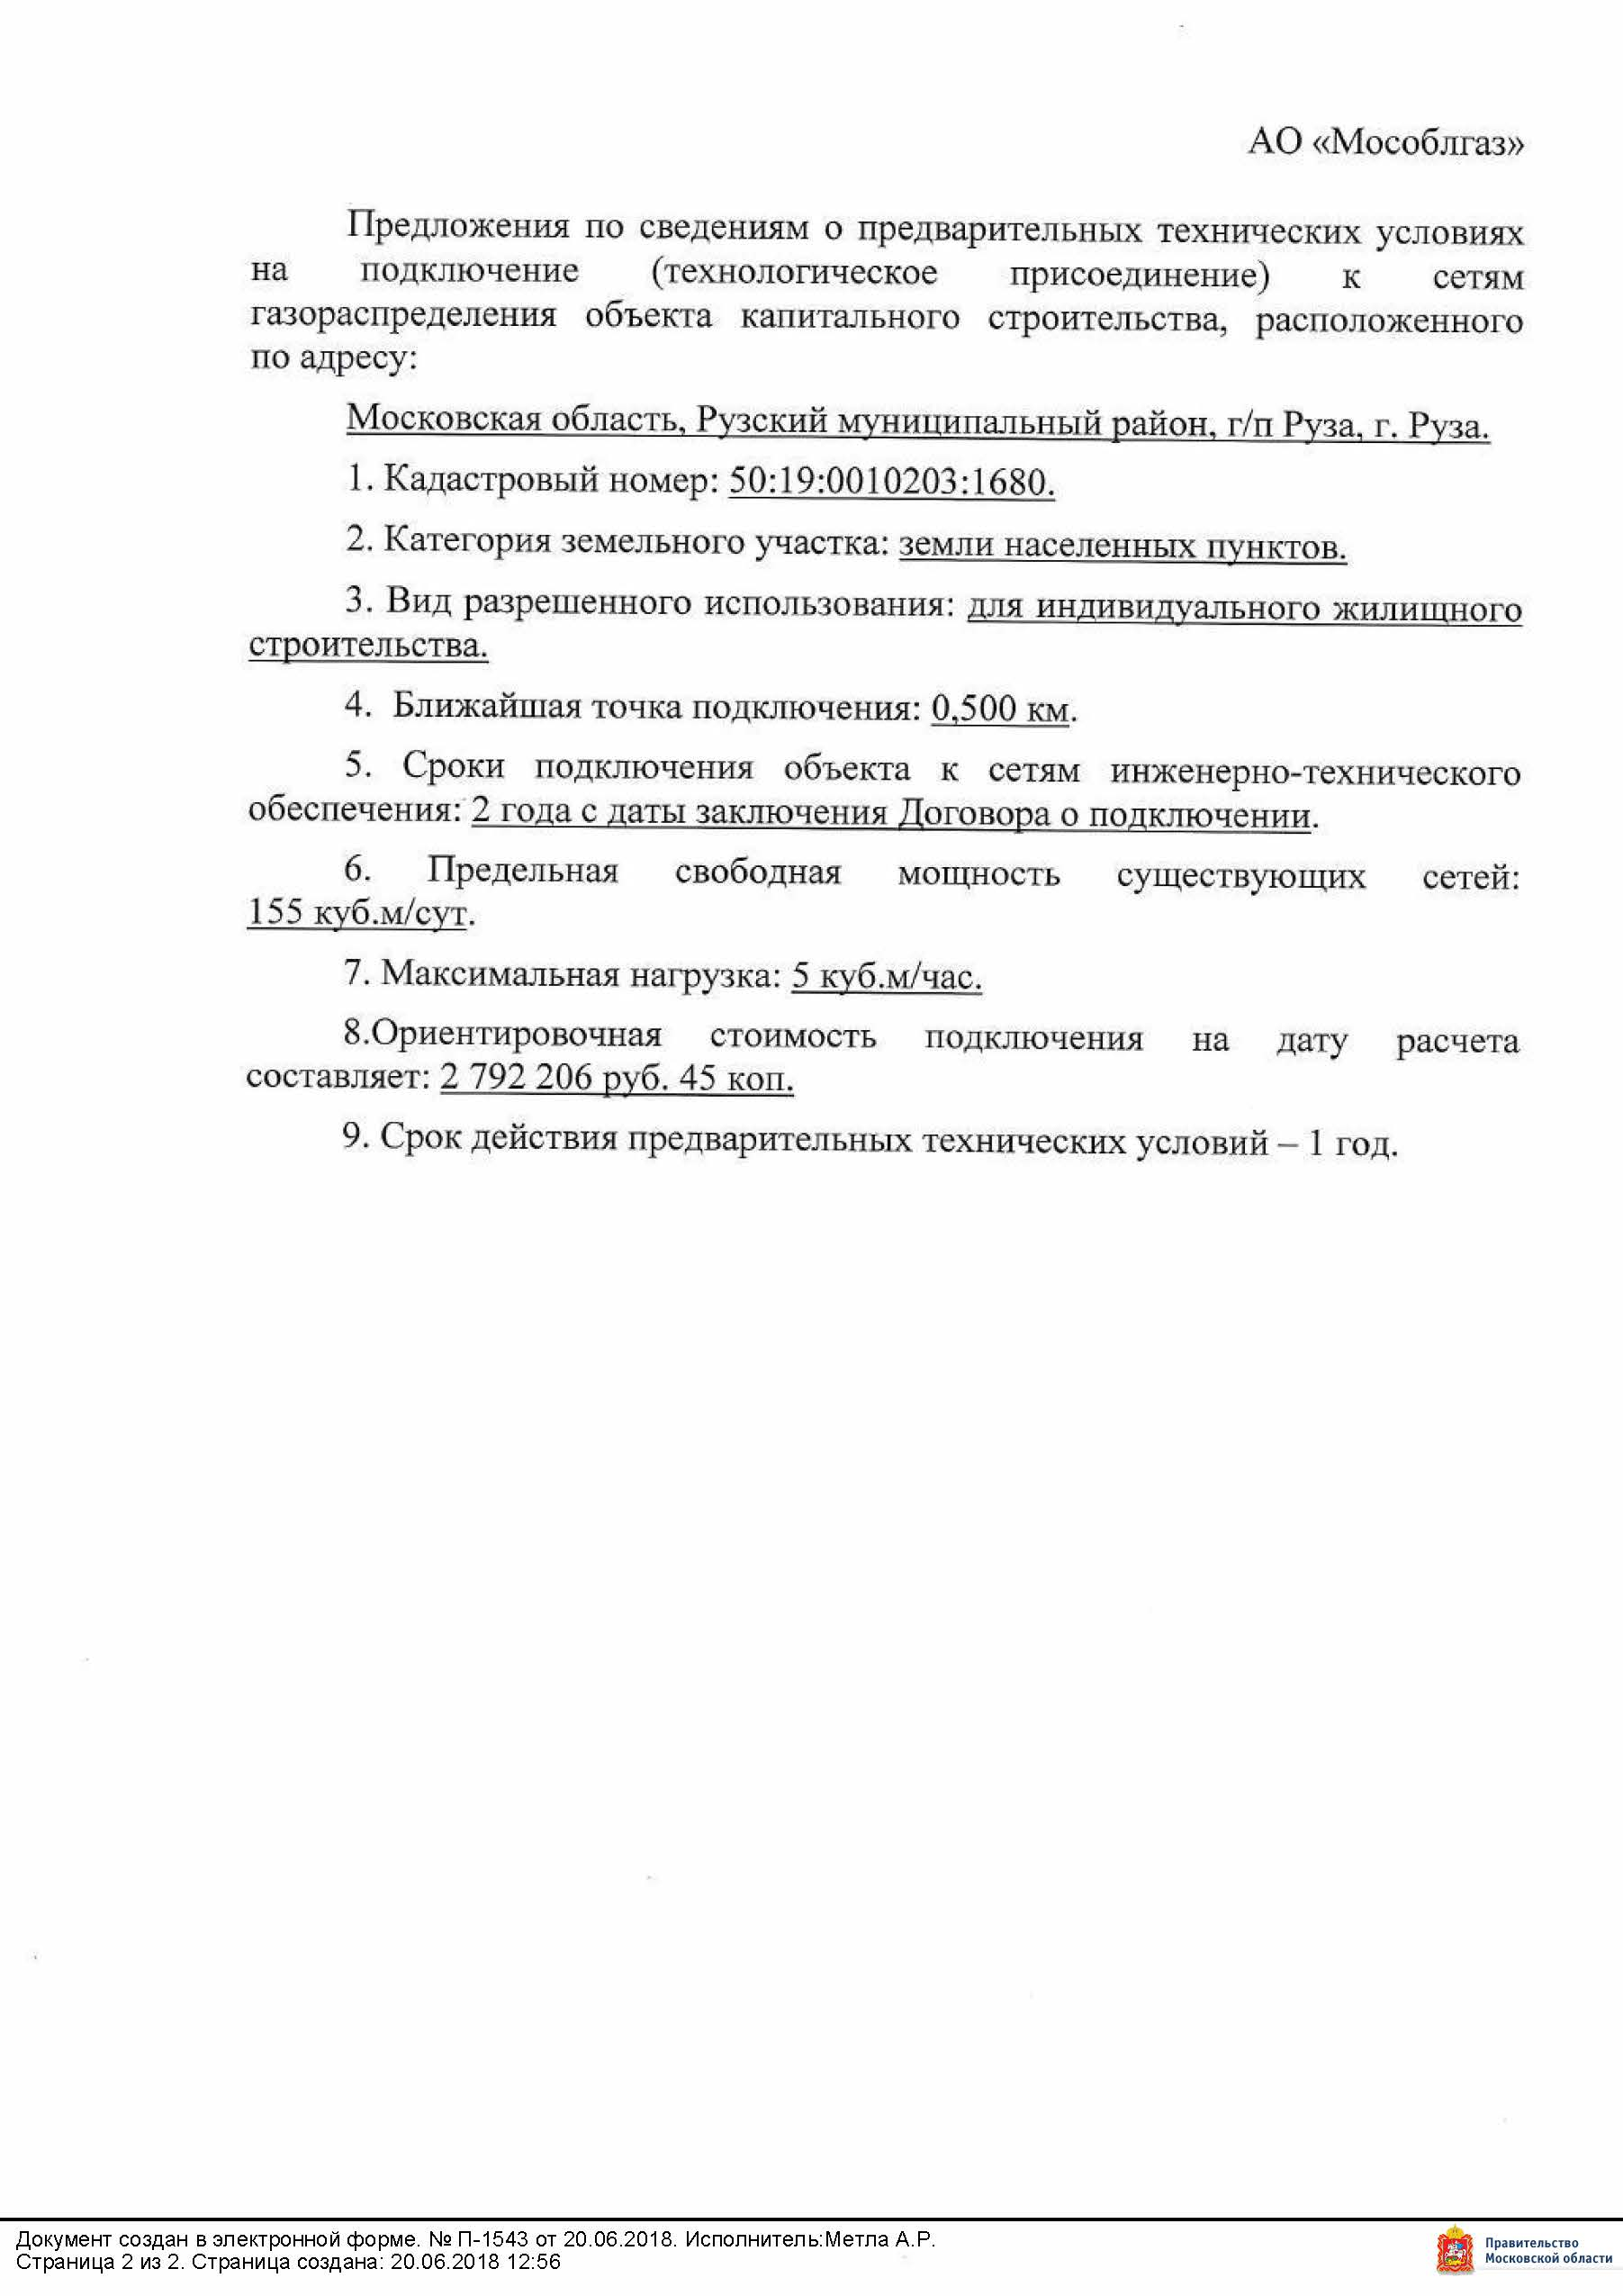 АО «Мособлгаз»
Предложения по сведениям о предварительных технических условиях
на подключение (технологическое присоединение) к сетям
газораспределения объекта капитального строительства, расположенного
по адресу:
Московская область, Рузский муниципальный район, г/п Руза, г. Руза.
1. Кадастровый номер: 50:19:0010203:1680.
2. Категория земельного участка: земли населенных пунктов.
3. Вид разрешенного использования: для индивидуального жилищного
строительства.
4. Ближайшая точка подключения: 0,500 км.
5. Сроки подключения объекта к сетям инженерно-технического
обеспечения: 2 года с даты заключения Договора о подключении.
6. Предельная свободная мощность существующих сетей:
155 куб.м/сут.
7. Максимальная нагрузка: 5 куб.м/час.
8.Ориентировочная стоимость подключения на дату расчета
составляет: 2 792 206 руб. 45 коп.
9. Срок действия предварительных технических условий – 1 год.
Документ создан в электронной форме. № П-1543 от 20.06.2018. Исполнитель:Метла А.Р.
Страница 2 из 2. Страница создана: 20.06.2018 12:56
Правительство
Московской области